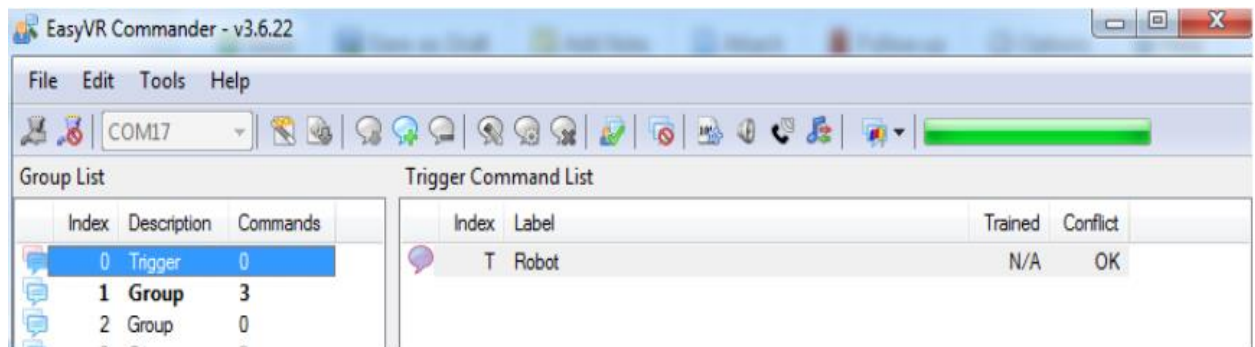 EasyVR Commander - v3.6.22
File Edit Tools Help
COM17
Group List
Trigger Command List
Index Description Commands
Index Label Trained Conflict
0 Trigger 0
T Robot N/A OK
1 Group 3
2 Group 0